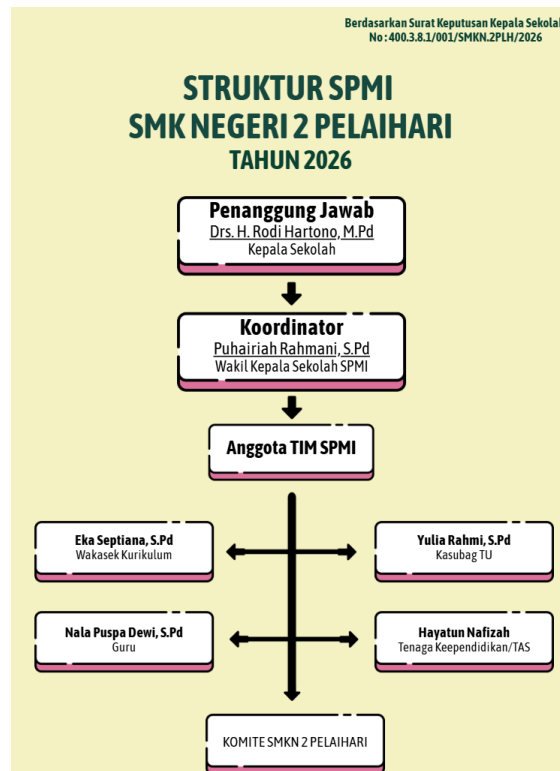 Berdasarkan Surat Keputusan Kepala Sekolah
No : 400.3.8.1/001/SMKN.2PLH/2026
STRUKTUR SPMI
SMK NEGERI 2 PELAIHARI
TAHUN 2026
Penanggung Jawab
Drs. H. Rodi Hartono, M.Pd
Kepala Sekolah
Koordinator
Puhairiah Rahmani, S.Pd
Wakil Kepala Sekolah SPMI
Anggota TIM SPMI
Eka Septiana, S.Pd
Wakasek Kurikulum
Yulia Rahmi, S.Pd
Kasubag TU
Nala Puspa Dewi, S.Pd
Guru
Hayatun Nafizah
Tenaga Keependidikan/TAS
KOMITE SMKN 2 PELAIHARI